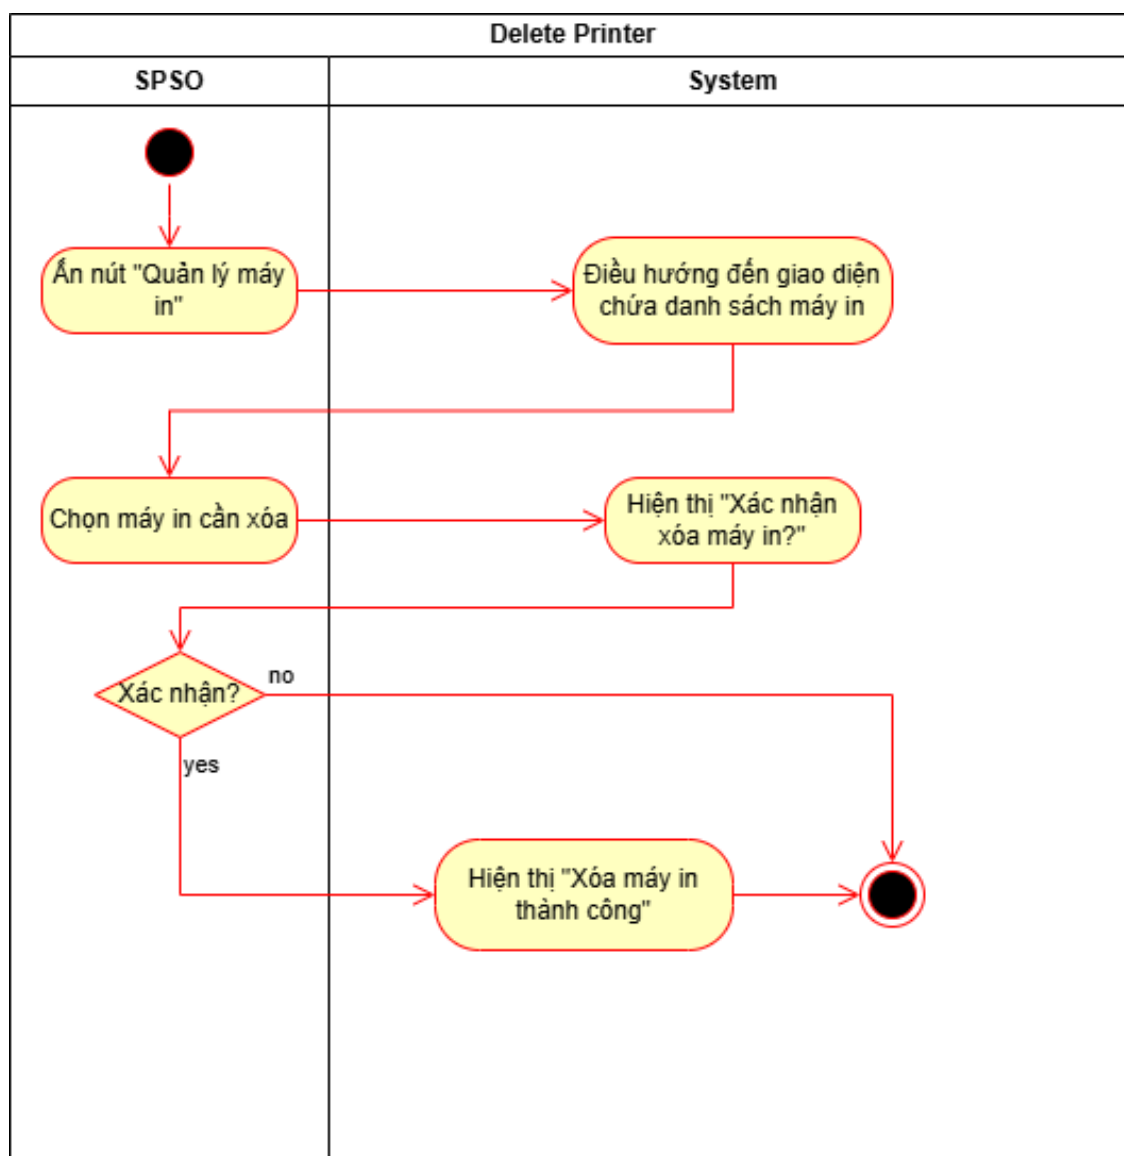 Delete Printer
SPSO
System
Ấn nút "Quản lý máy
in"
Điều hướng đến giao diện
chứa danh sách máy in
Chọn máy in cần xóa
Hiện thị "Xác nhận
xóa máy in?"
Xác nhận?
no
yes
Hiện thị "Xóa máy in
thành công"